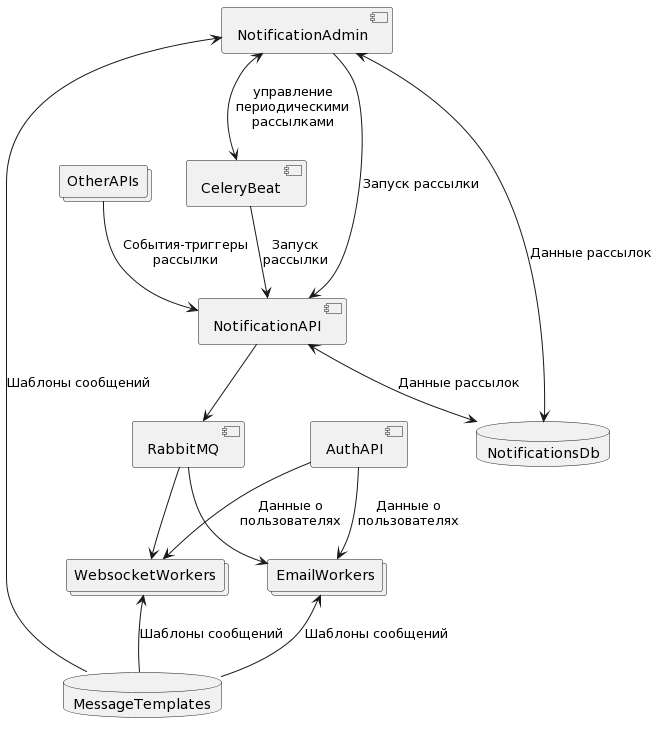 NotificationAdmin
управление
периодическими
рассылками
OtherAPIs
CeleryBeat
Запуск рассылки
События-триггеры
рассылки
Запуск
рассылки
Данные рассылок
NotificationAPI
Шаблоны сообщений
Данные рассылок
RabbitMQ
AuthAPI
NotificationsDb
Данные о
пользователях
Данные о
пользователях
WebsocketWorkers
EmailWorkers
Шаблоны сообщений
Шаблоны сообщений
MessageTemplates